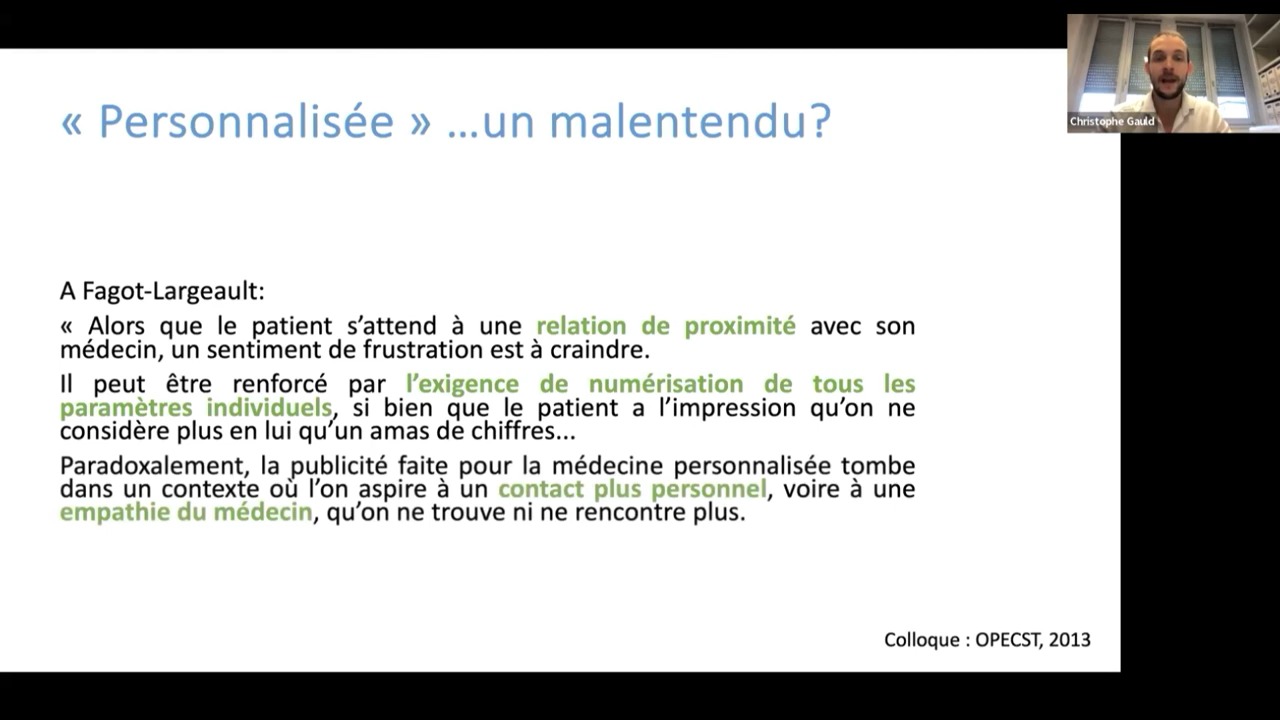 « Personnalisée » ...un malentendu?
Christophe Gauld
A Fagot-Largeault:
« Alors que le patient s’attend à une relation de proximité avec son
médecin, un sentiment de frustration est à craindre.
Il peut être renforcé par l’exigence de numérisation de tous les
paramètres individuels, si bien que le patient a l’impression qu’on ne
considère plus en lui qu’un amas de chiffres...
Paradoxalement, la publicité faite pour la médecine personnalisée tombe
dans un contexte où l’on aspire à un contact plus personnel, voire à une
empathie du médecin, qu’on ne trouve ni ne rencontre plus.
Colloque : OPECST, 2013